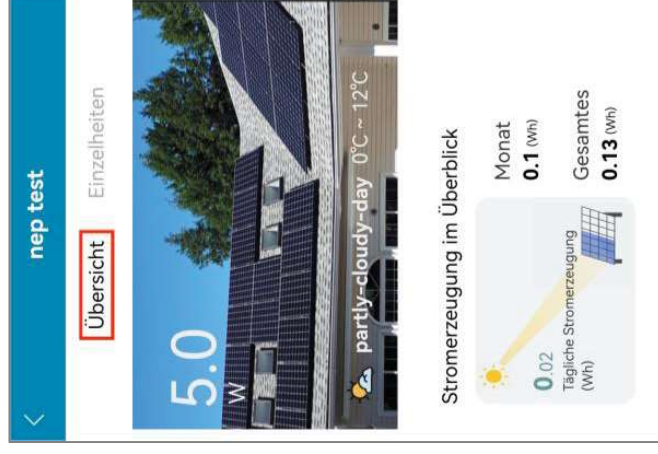 nep test
Übersicht Einzelheiten
5.0
W
partly-cloudy-day 0°C ~ 12°C
Stromerzeugung im Überblick
0.02
Tägliche Stromerzeugung
(Wh)
Monat
0.1 (Wh)
Gesamtes
0.13 (Wh)